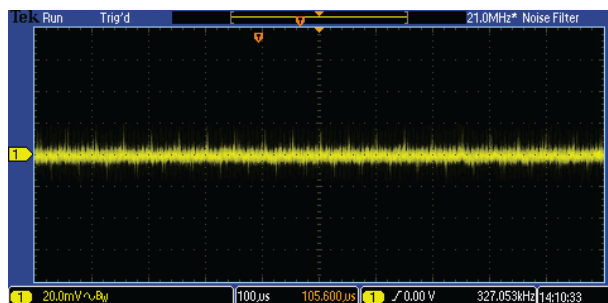 Tek Run Trig'd 21.0MHz* Noise Filter
T
T
1
1 20.0mV∿BW 100µs 105.600µs 1 ∫ 0.00 V 327.053kHz 14:10:33